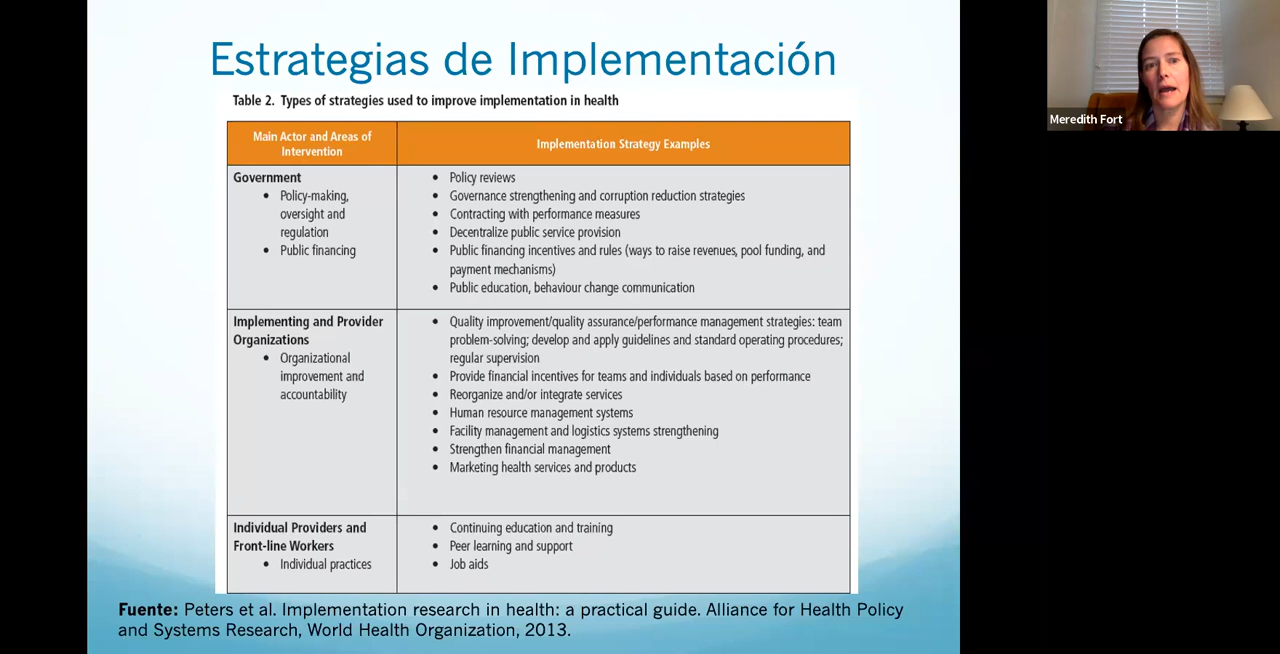 Estrategias de Implementación
Table 2. Types of strategies used to improve implementation in health
Main Actor and Areas of
Intervention
Implementation Strategy Examples
Government
• Policy-making,
oversight and
regulation
• Public financing
• Policy reviews
• Governance strengthening and corruption reduction strategies
• Contracting with performance measures
• Decentralize public service provision
• Public financing incentives and rules (ways to raise revenues, pool funding, and
payment mechanisms)
• Public education, behaviour change communication
Implementing and Provider
Organizations
• Organizational
improvement and
accountability
• Quality improvement/quality assurance/performance management strategies: team
problem-solving; develop and apply guidelines and standard operating procedures;
regular supervision
• Provide financial incentives for teams and individuals based on performance
• Reorganize and/or integrate services
• Human resource management systems
• Facility management and logistics systems strengthening
• Strengthen financial management
• Marketing health services and products
Individual Providers and
Front-line Workers
• Individual practices
• Continuing education and training
• Peer learning and support
• Job aids
Fuente: Peters et al. Implementation research in health: a practical guide. Alliance for Health Policy
and Systems Research, World Health Organization, 2013.
Meredith Fort